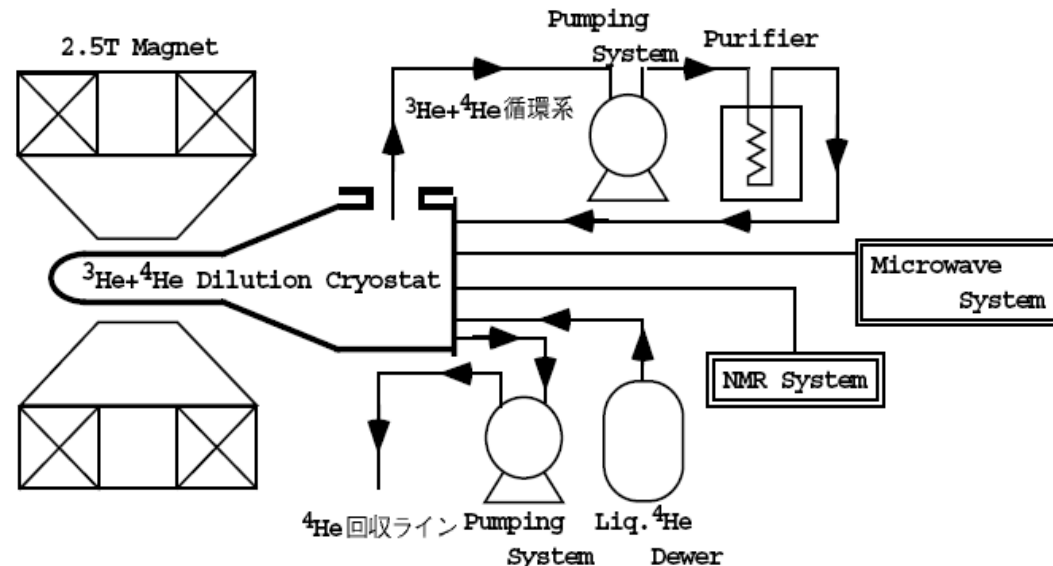 2.5T Magnet
Pumping
System
Purifier
³He+⁴He循環系
³He+⁴He Dilution Cryostat
Microwave
System
NMR System
⁴He回収ライン
Pumping
System
Liq.⁴He
Dewer